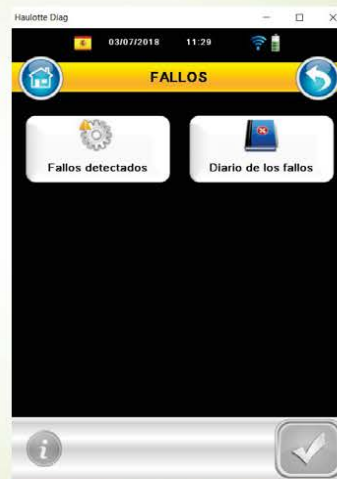 Haulotte Diag
03/07/2018 11:29
FALLOS
Fallos detectados
Diario de los fallos